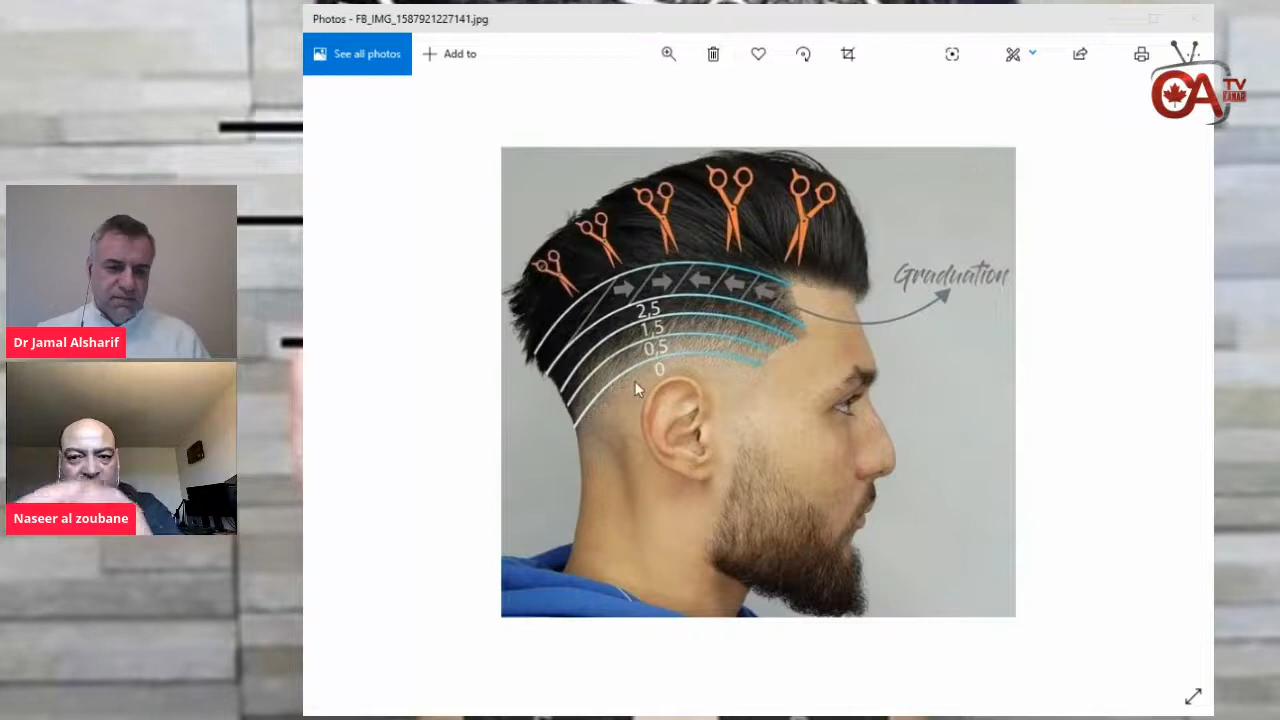 Photos - FB_IMG_1587921227141.jpg
See all photos
Add to
CA TV
Graduation
2,5
1,5
0,5
0
Dr Jamal Alsharif
Naseer al zoubane